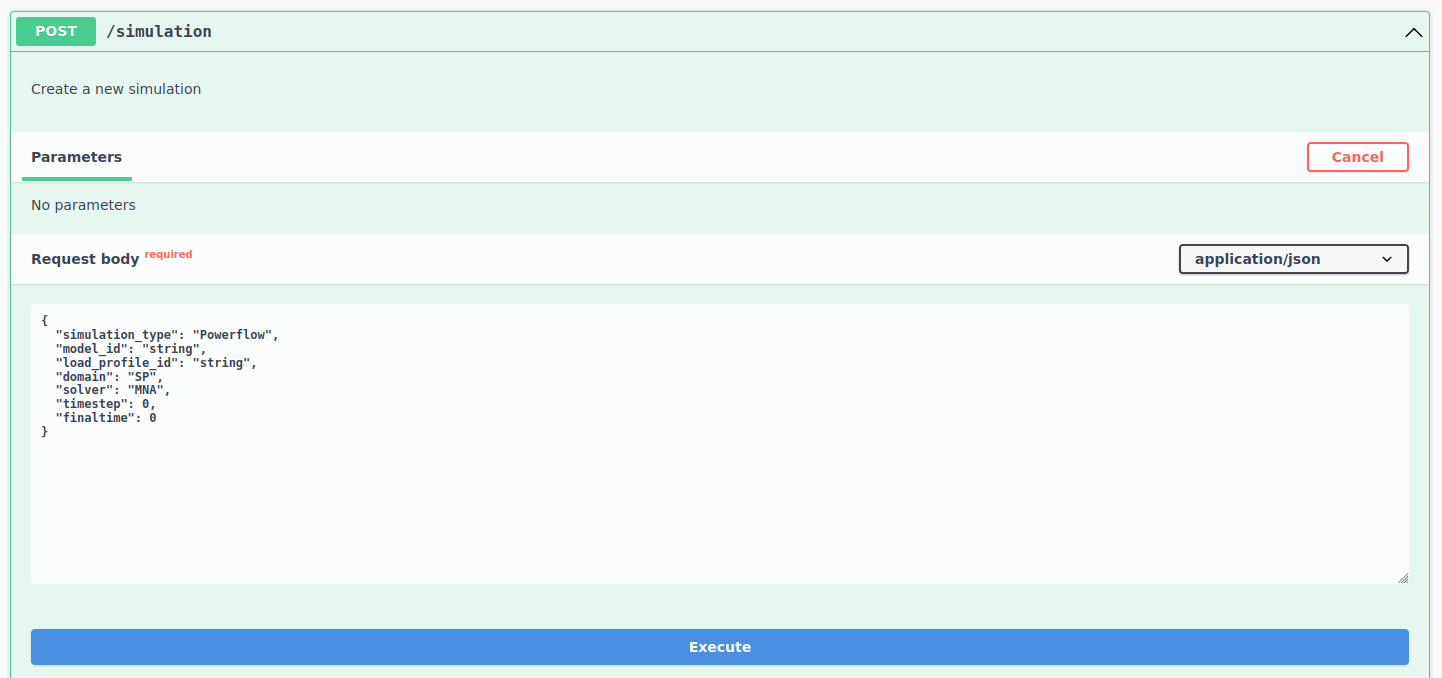 POST /simulation
Create a new simulation
Parameters
Cancel
No parameters
Request body required
application/json
{
  "simulation_type": "Powerflow",
  "model_id": "string",
  "load_profile_id": "string",
  "domain": "SP",
  "solver": "MNA",
  "timestep": 0,
  "finaltime": 0
}
Execute